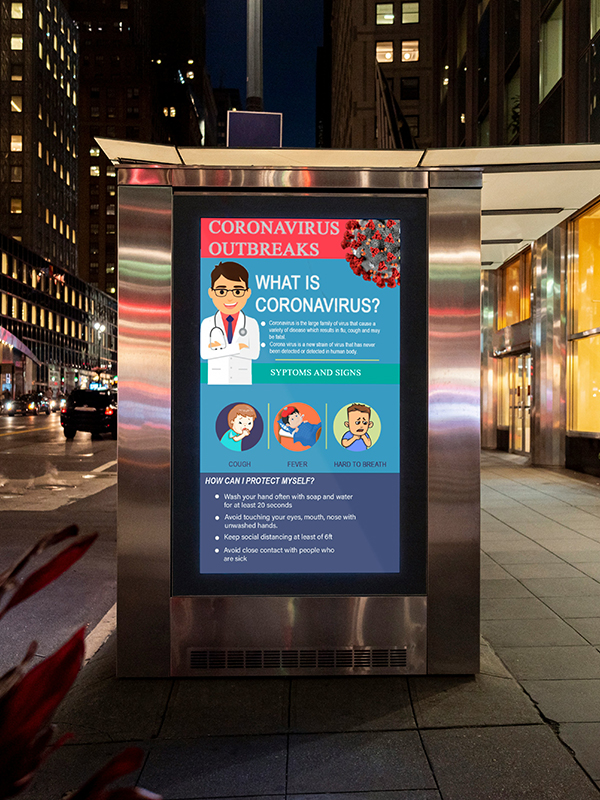 CORONAVIRUS
OUTBREAKS
WHAT IS
CORONAVIRUS?
Coronavirus is the large family of virus that cause a
variety of disease which results in flu, cough and may
be fatal.
Corona virus is a new strain of virus that has never
been detected or detected in human body.
SYPTOMS AND SIGNS
COUGH
FEVER
HARD TO BREATH
HOW CAN I PROTECT MYSELF?
Wash your hand often with soap and water
for at least 20 seconds
Avoid touching your eyes, mouth, nose with
unwashed hands.
Keep social distancing at least of 6ft
Avoid close contact with people who
are sick